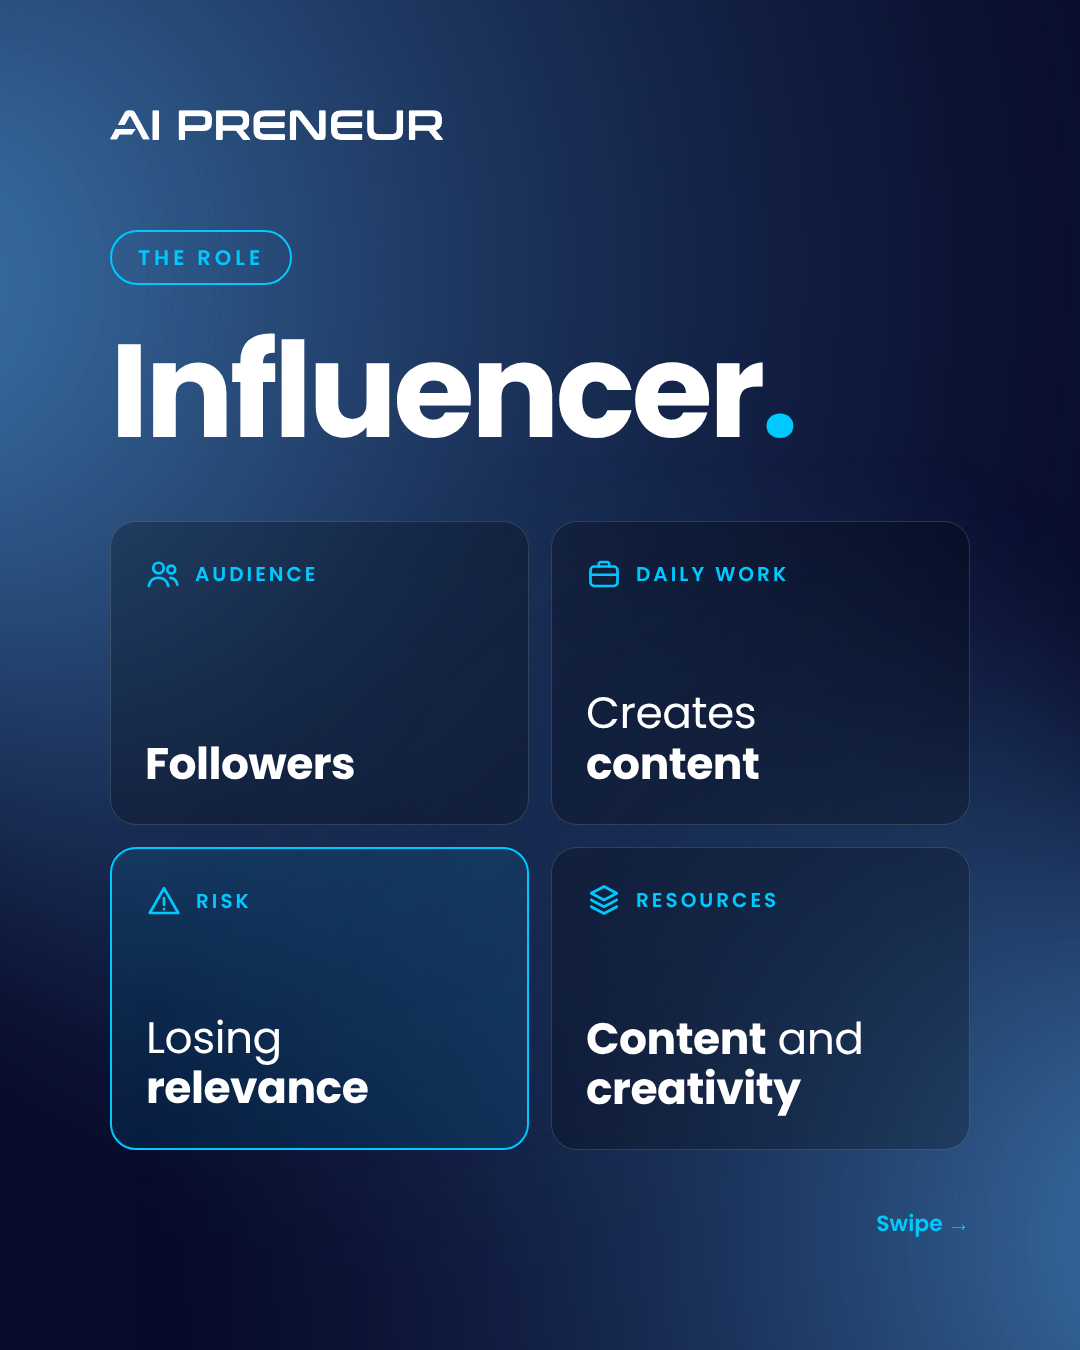 AI PRENEUR
THE ROLE
Influencer.
AUDIENCE
Followers
DAILY WORK
Creates
content
RISK
Losing
relevance
RESOURCES
Content and
creativity
Swipe →